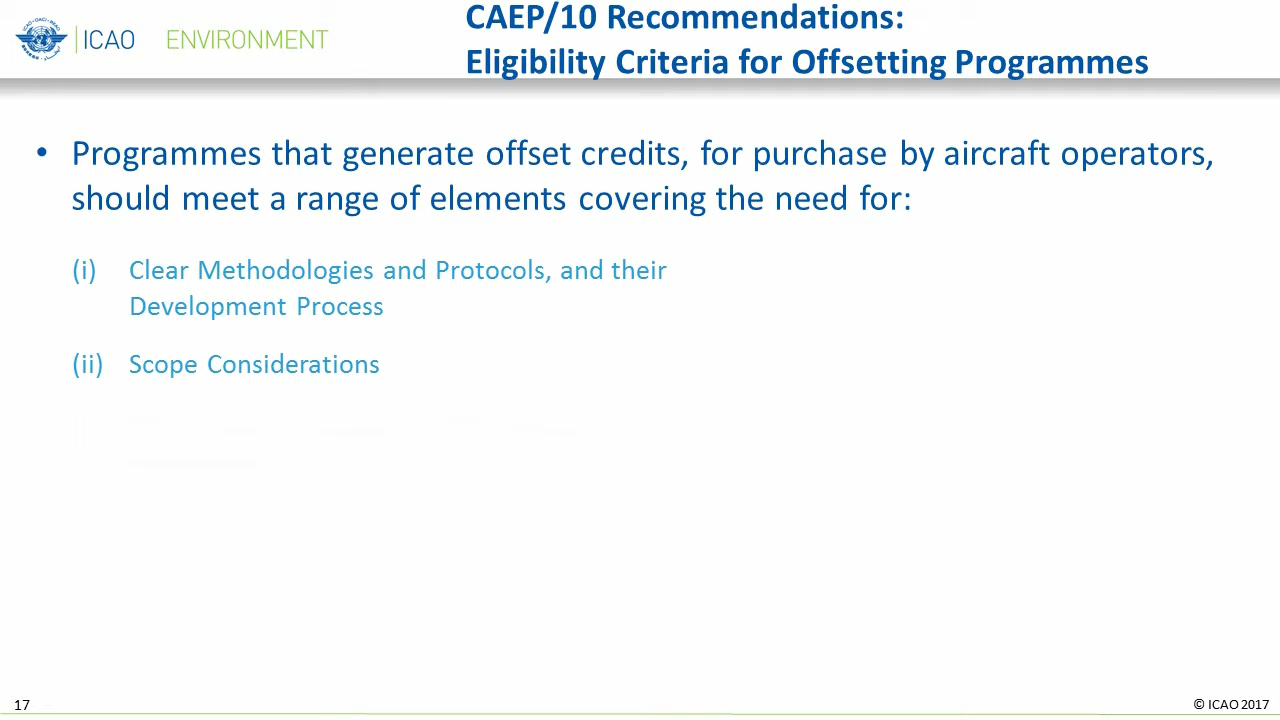 CAEP/10 Recommendations:
Eligibility Criteria for Offsetting Programmes
ICAO ENVIRONMENT
• Programmes that generate offset credits, for purchase by aircraft operators,
should meet a range of elements covering the need for:
(i) Clear Methodologies and Protocols, and their
Development Process
(ii) Scope Considerations
17
© ICAO 2017